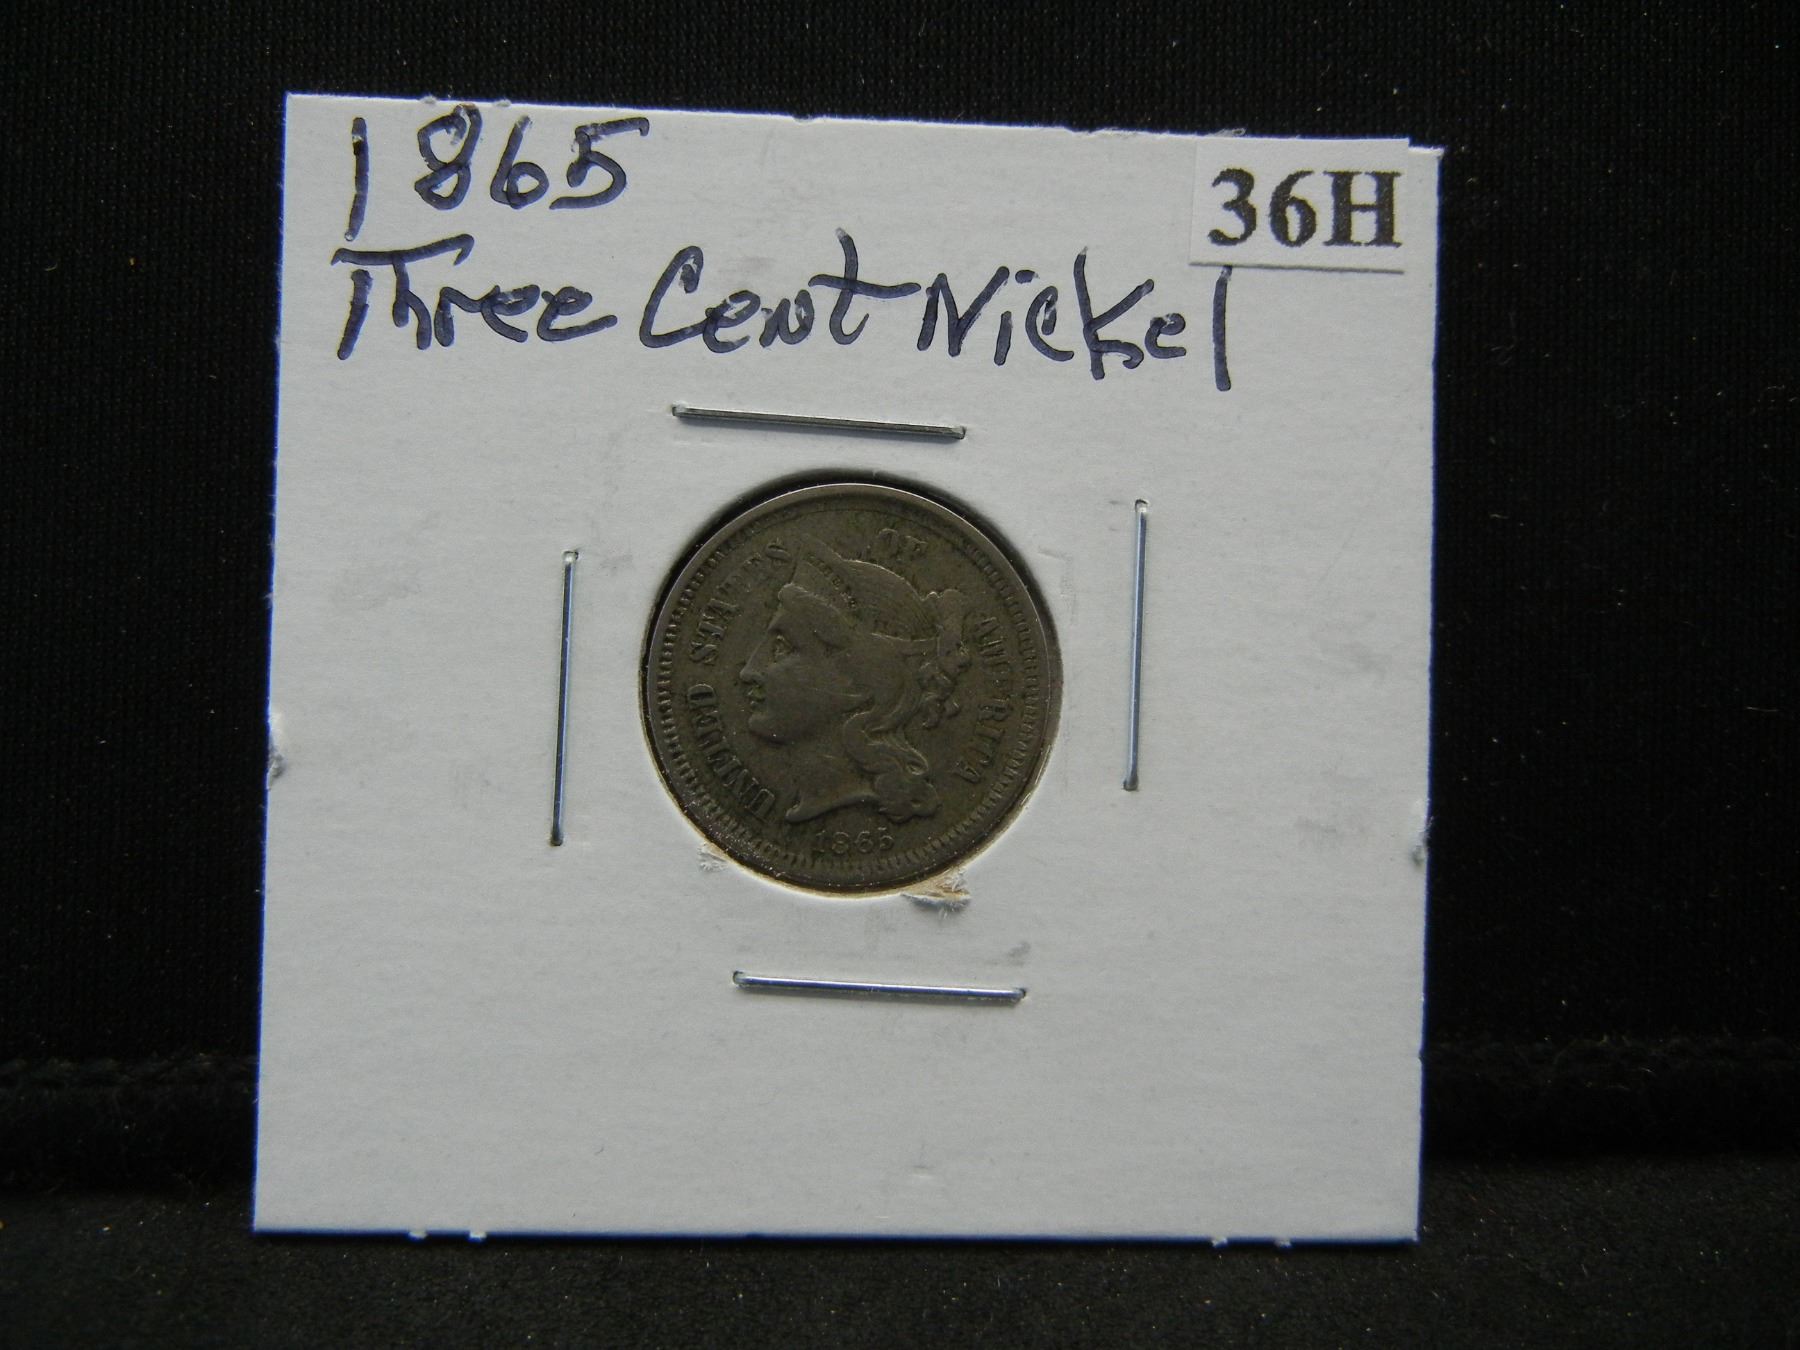 1865
36H
Three Cent Nickel
UNITED STATES OF AMERICA
1865